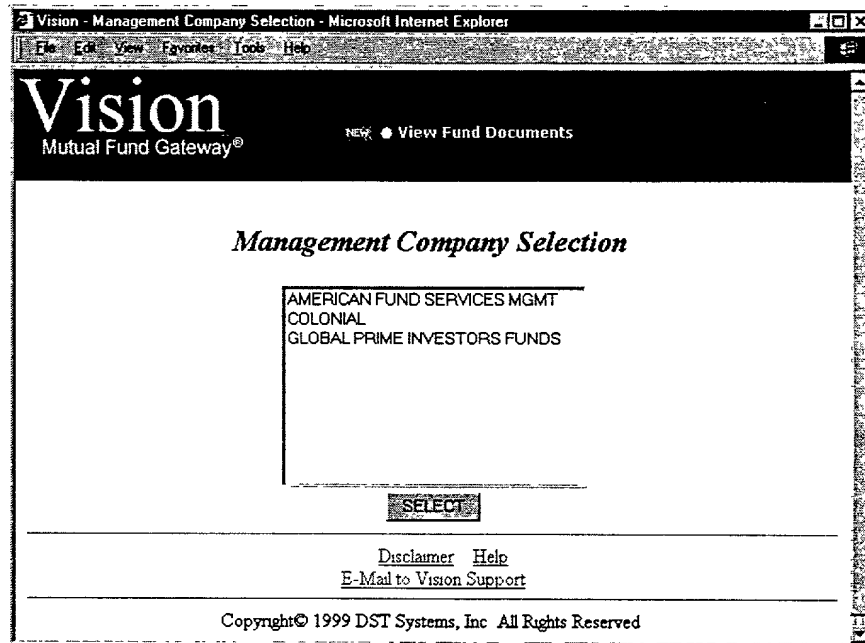 Vision - Management Company Selection - Microsoft Internet Explorer
File Edit View Favorites Tools Help
Vision
Mutual Fund Gateway®
NEW View Fund Documents
Management Company Selection
AMERICAN FUND SERVICES MGMT
COLONIAL
GLOBAL PRIME INVESTORS FUNDS
SELECT
Disclaimer Help
E-Mail to Vision Support
Copyright© 1999 DST Systems, Inc All Rights Reserved